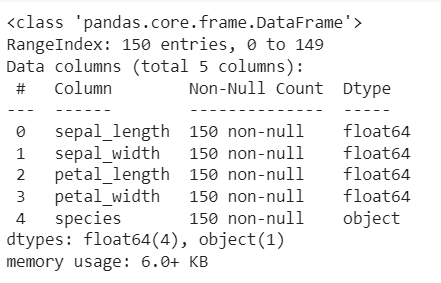 <class 'pandas.core.frame.DataFrame'>
RangeIndex: 150 entries, 0 to 149
Data columns (total 5 columns):
 #   Column        Non-Null Count  Dtype
---  ------        --------------  -----
 0   sepal_length  150 non-null    float64
 1   sepal_width   150 non-null    float64
 2   petal_length  150 non-null    float64
 3   petal_width   150 non-null    float64
 4   species       150 non-null    object
dtypes: float64(4), object(1)
memory usage: 6.0+ KB